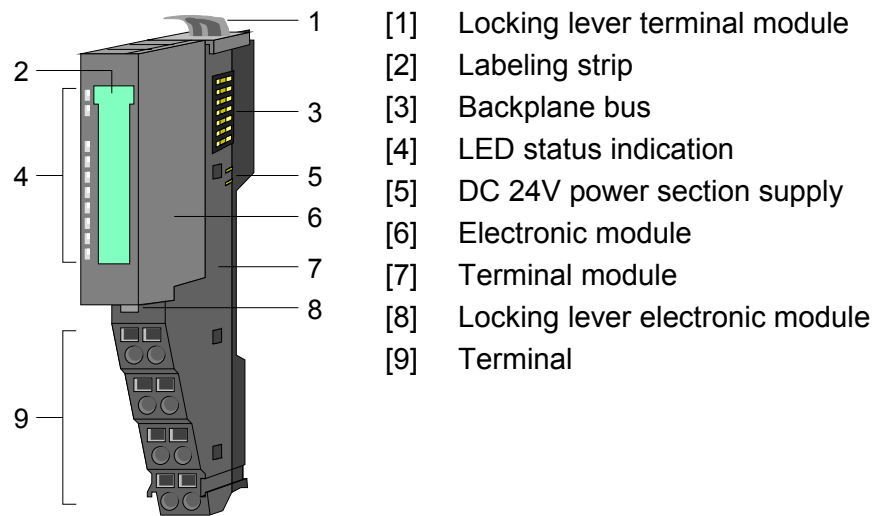 1
2
3
4
5
6
7
8
9
[1] Locking lever terminal module
[2] Labeling strip
[3] Backplane bus
[4] LED status indication
[5] DC 24V power section supply
[6] Electronic module
[7] Terminal module
[8] Locking lever electronic module
[9] Terminal